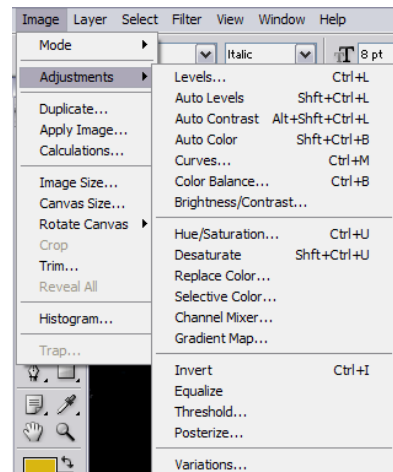 Image Layer Select Filter View Window Help
Italic 8 pt
Mode
Adjustments
Duplicate...
Apply Image...
Calculations...
Image Size...
Canvas Size...
Rotate Canvas
Crop
Trim...
Reveal All
Histogram...
Trap...
Levels... Ctrl+L
Auto Levels Shft+Ctrl+L
Auto Contrast Alt+Shft+Ctrl+L
Auto Color Shft+Ctrl+B
Curves... Ctrl+M
Color Balance... Ctrl+B
Brightness/Contrast...
Hue/Saturation... Ctrl+U
Desaturate Shft+Ctrl+U
Replace Color...
Selective Color...
Channel Mixer...
Gradient Map...
Invert Ctrl+I
Equalize
Threshold...
Posterize...
Variations...